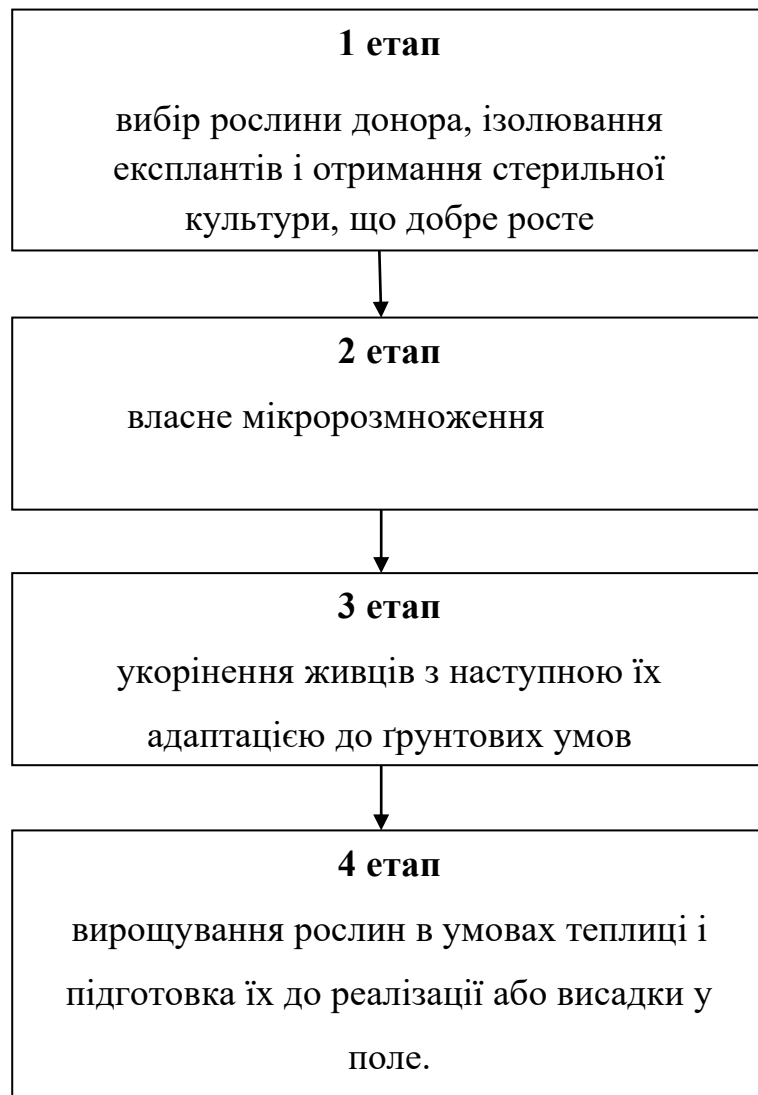 1 етап
вибір рослини донора, ізолювання
експлантів і отримання стерильної
культури, що добре росте
2 етап
власне мікророзмноження
3 етап
укорінення живців з наступною їх
адаптацією до ґрунтових умов
4 етап
вирощування рослин в умовах теплиці і
підготовка їх до реалізації або висадки у
поле.